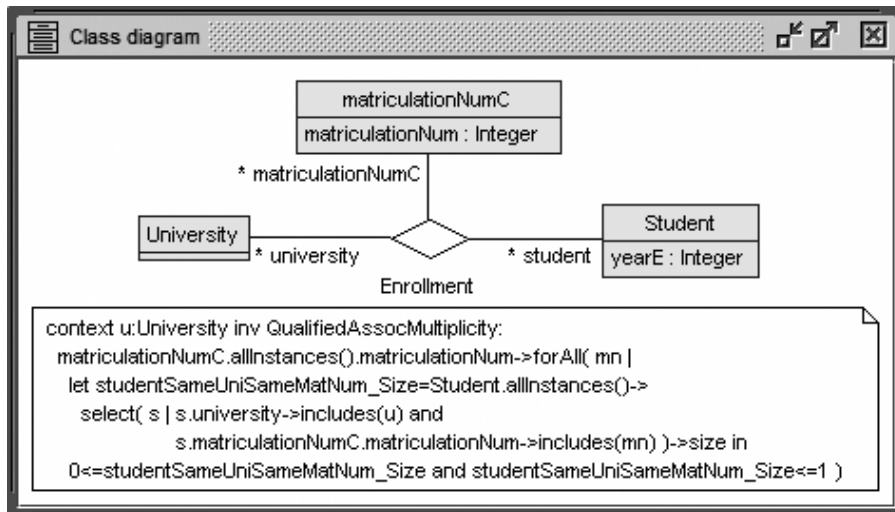 Class diagram
matriculationNumC
matriculationNum : Integer
* matriculationNumC
University
* university
Enrollment
* student
Student
yearE : Integer
context u:University inv QualifiedAssocMultiplicity:
matriculationNumC.allInstances().matriculationNum->forAll( mn |
let studentSameUniSameMatNum_Size=Student.allInstances()->
select( s | s.university->includes(u) and
s.matriculationNumC.matriculationNum->includes(mn) )->size in
0<=studentSameUniSameMatNum_Size and studentSameUniSameMatNum_Size<=1 )